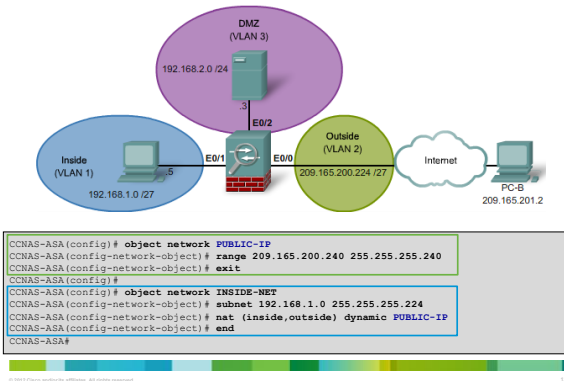 DMZ
(VLAN 3)
192.168.2.0 /24
.3
E0/2
Outside
(VLAN 2)
Inside
(VLAN 1)
E0/1
E0/0
Internet
.5
209.165.200.224 /27
192.168.1.0 /27
PC-B
209.165.201.2
CCNAS-ASA(config)# object network PUBLIC-IP
CCNAS-ASA(config-network-object)# range 209.165.200.240 255.255.255.240
CCNAS-ASA(config-network-object)# exit
CCNAS-ASA(config)#
CCNAS-ASA(config)# object network INSIDE-NET
CCNAS-ASA(config-network-object)# subnet 192.168.1.0 255.255.255.224
CCNAS-ASA(config-network-object)# nat (inside,outside) dynamic PUBLIC-IP
CCNAS-ASA(config-network-object)# end
CCNAS-ASA#